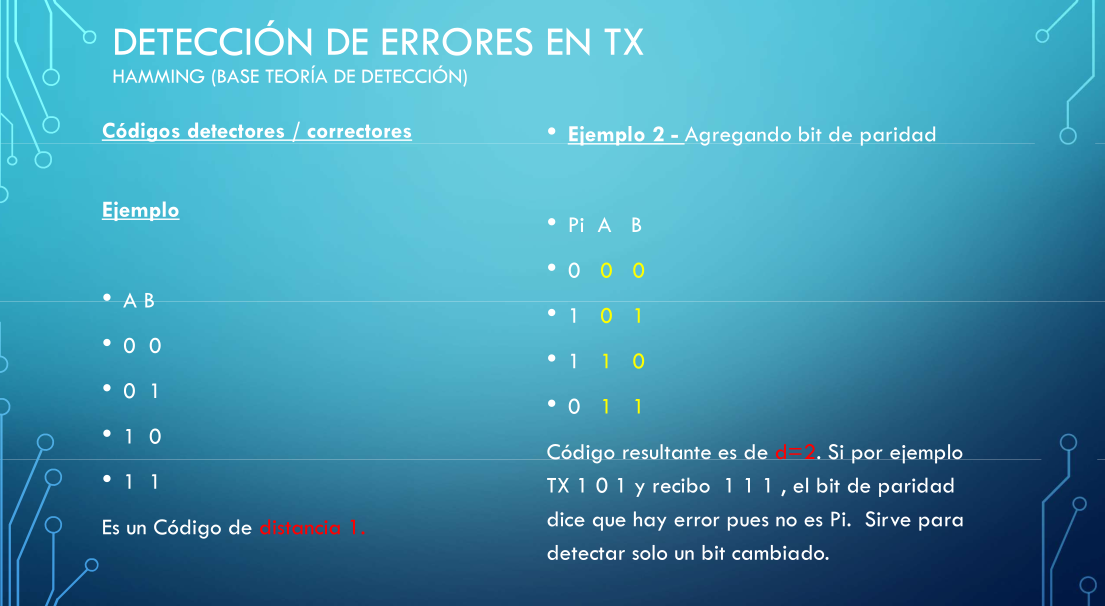 DETECCIÓN DE ERRORES EN TX
HAMMING (BASE TEORÍA DE DETECCIÓN)
Códigos detectores / correctores
Ejemplo
• A B
• 0 0
• 0 1
• 1 0
• 1 1
Es un Código de distancia 1.
• Ejemplo 2 - Agregando bit de paridad
• Pi A B
• 0 0 0
• 1 0 1
• 1 1 0
• 0 1 1
Código resultante es de d=2. Si por ejemplo
TX 1 0 1 y recibo 1 1 1 , el bit de paridad
dice que hay error pues no es Pi. Sirve para
detectar solo un bit cambiado.